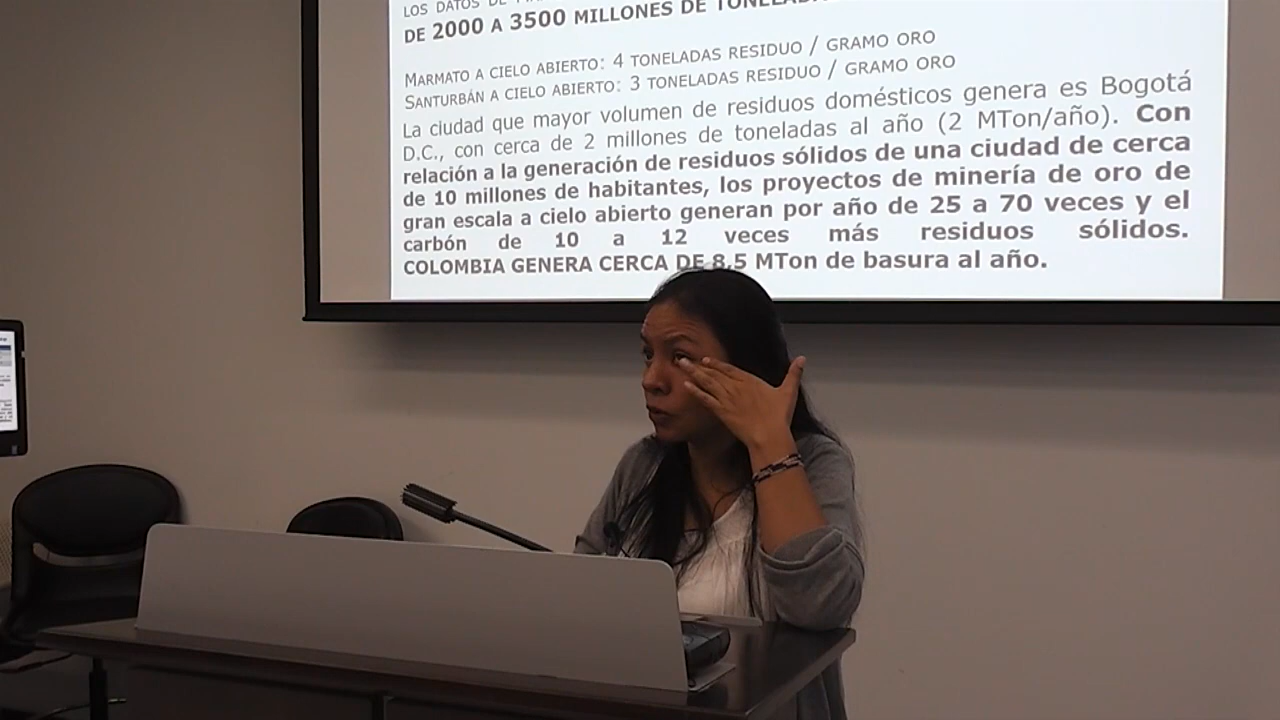 LOS DATOS DE
DE 2000 A 3500 MILLONES DE TONELADA
MARMATO A CIELO ABIERTO: 4 TONELADAS RESIDUO / GRAMO ORO
SANTURBÁN A CIELO ABIERTO: 3 TONELADAS RESIDUO / GRAMO ORO
La ciudad que mayor volumen de residuos domésticos genera es Bogotá
D.C., con cerca de 2 millones de toneladas al año (2 MTon/año). Con
relación a la generación de residuos sólidos de una ciudad de cerca
de 10 millones de habitantes, los proyectos de minería de oro de
gran escala a cielo abierto generan por año de 25 a 70 veces y el
carbón de 10 a 12 veces más residuos sólidos.
COLOMBIA GENERA CERCA DE 8,5 MTon de basura al año.